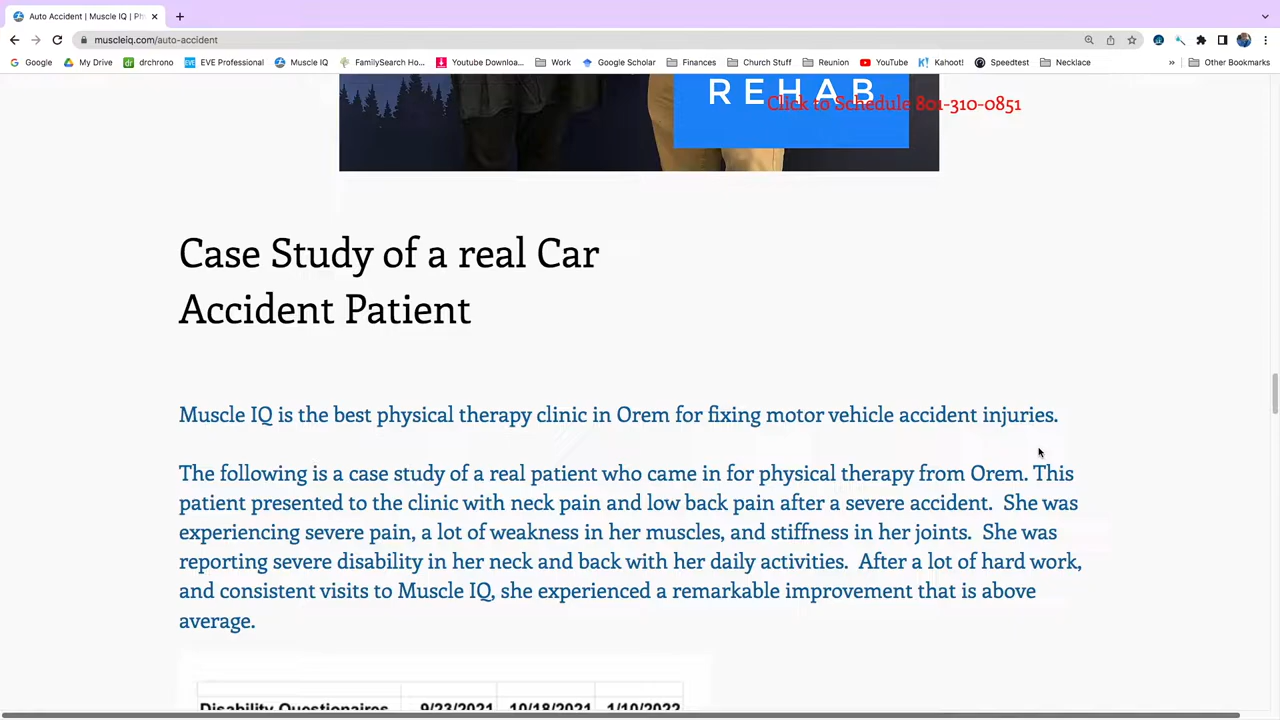 Auto Accident | Muscle IQ | Ph
muscleiq.com/auto-accident
Google My Drive drchrono EVE Professional Muscle IQ FamilySearch Ho... Youtube Downloa... Work Google Scholar Finances Church Stuff Reunion YouTube Kahoot! Speedtest Necklace » Other Bookmarks
REHAB
Click to Schedule 801-310-0851
Case Study of a real Car
Accident Patient
Muscle IQ is the best physical therapy clinic in Orem for fixing motor vehicle accident injuries.
The following is a case study of a real patient who came in for physical therapy from Orem. This
patient presented to the clinic with neck pain and low back pain after a severe accident. She was
experiencing severe pain, a lot of weakness in her muscles, and stiffness in her joints. She was
reporting severe disability in her neck and back with her daily activities. After a lot of hard work,
and consistent visits to Muscle IQ, she experienced a remarkable improvement that is above
average.
Disability Questionaires 9/23/2021 10/18/2021 1/10/2022